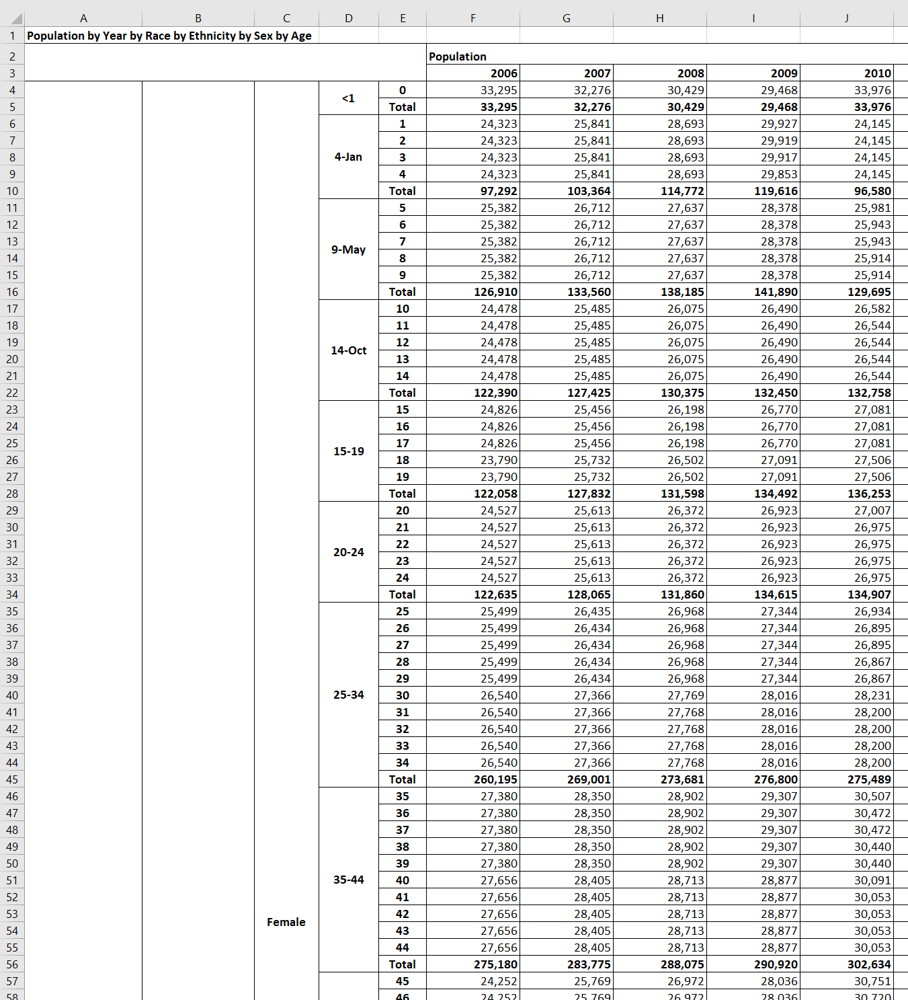 A B C D E F G H I J
1 Population by Year by Race by Ethnicity by Sex by Age
2 Population
3 2006 2007 2008 2009 2010
4 0 33,295 32,276 30,429 29,468 33,976
<1
5 Total 33,295 32,276 30,429 29,468 33,976
6 1 24,323 25,841 28,693 29,927 24,145
7 2 24,323 25,841 28,693 29,919 24,145
8 4-Jan 3 24,323 25,841 28,693 29,917 24,145
9 4 24,323 25,841 28,693 29,853 24,145
10 Total 97,292 103,364 114,772 119,616 96,580
11 5 25,382 26,712 27,637 28,378 25,981
12 6 25,382 26,712 27,637 28,378 25,943
13 7 25,382 26,712 27,637 28,378 25,943
9-May
14 8 25,382 26,712 27,637 28,378 25,914
15 9 25,382 26,712 27,637 28,378 25,914
16 Total 126,910 133,560 138,185 141,890 129,695
17 10 24,478 25,485 26,075 26,490 26,582
18 11 24,478 25,485 26,075 26,490 26,544
19 12 24,478 25,485 26,075 26,490 26,544
14-Oct
20 13 24,478 25,485 26,075 26,490 26,544
21 14 24,478 25,485 26,075 26,490 26,544
22 Total 122,390 127,425 130,375 132,450 132,758
23 15 24,826 25,456 26,198 26,770 27,081
24 16 24,826 25,456 26,198 26,770 27,081
25 17 24,826 25,456 26,198 26,770 27,081
15-19
26 18 23,790 25,732 26,502 27,091 27,506
27 19 23,790 25,732 26,502 27,091 27,506
28 Total 122,058 127,832 131,598 134,492 136,253
29 20 24,527 25,613 26,372 26,923 27,007
30 21 24,527 25,613 26,372 26,923 26,975
31 22 24,527 25,613 26,372 26,923 26,975
20-24
32 23 24,527 25,613 26,372 26,923 26,975
33 24 24,527 25,613 26,372 26,923 26,975
34 Total 122,635 128,065 131,860 134,615 134,907
35 25 25,499 26,435 26,968 27,344 26,934
36 26 25,499 26,434 26,968 27,344 26,895
37 27 25,499 26,434 26,968 27,344 26,895
38 28 25,499 26,434 26,968 27,344 26,867
39 29 25,499 26,434 26,968 27,344 26,867
40 25-34 30 26,540 27,366 27,769 28,016 28,231
41 31 26,540 27,366 27,768 28,016 28,200
42 32 26,540 27,366 27,768 28,016 28,200
43 33 26,540 27,366 27,768 28,016 28,200
44 34 26,540 27,366 27,768 28,016 28,200
45 Total 260,195 269,001 273,681 276,800 275,489
46 35 27,380 28,350 28,902 29,307 30,507
47 36 27,380 28,350 28,902 29,307 30,472
48 37 27,380 28,350 28,902 29,307 30,472
49 38 27,380 28,350 28,902 29,307 30,440
50 39 27,380 28,350 28,902 29,307 30,440
51 35-44 40 27,656 28,405 28,713 28,877 30,091
52 41 27,656 28,405 28,713 28,877 30,053
53 42 27,656 28,405 28,713 28,877 30,053
Female
54 43 27,656 28,405 28,713 28,877 30,053
55 44 27,656 28,405 28,713 28,877 30,053
56 Total 275,180 283,775 288,075 290,920 302,634
57 45 24,252 25,769 26,972 28,036 30,751
58 46 24,252 25,769 26,972 28,036 30,720